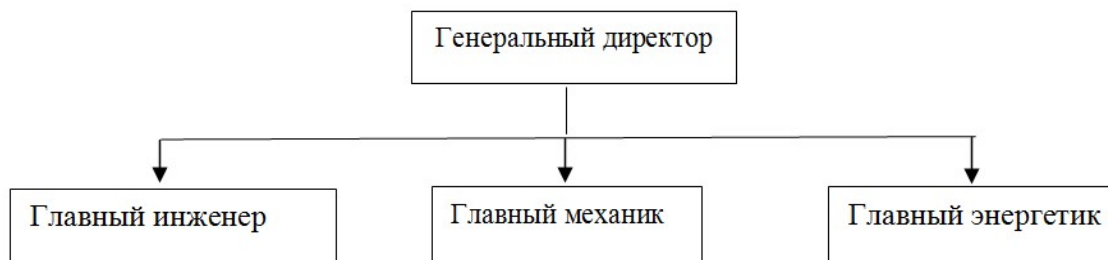 Генеральный директор
Главный инженер
Главный механик
Главный энергетик